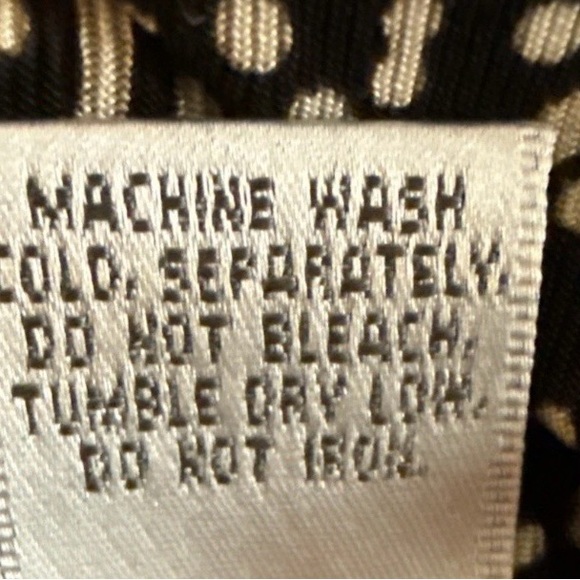 MACHINE WASH
COLD, SEPARATELY,
DO NOT BLEACH,
TUMBLE DRY LOW.
DO NOT IRON.